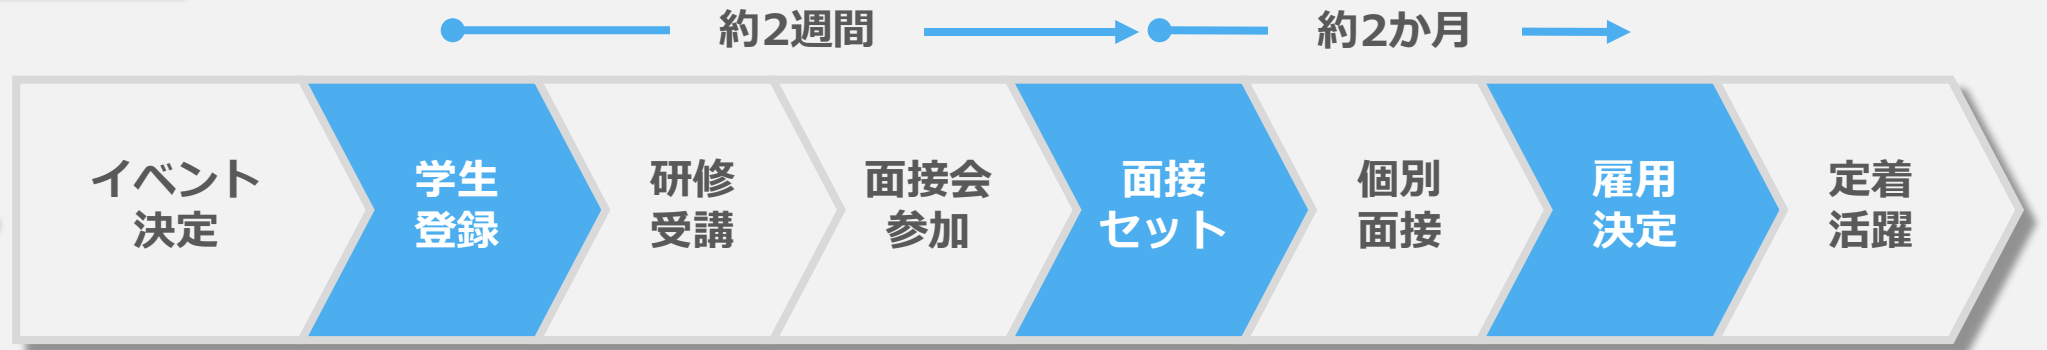 約2週間
約2か月
イベント
決定
学生
登録
研修
受講
面接会
参加
面接
セット
個別
面接
雇用
決定
定着
活躍